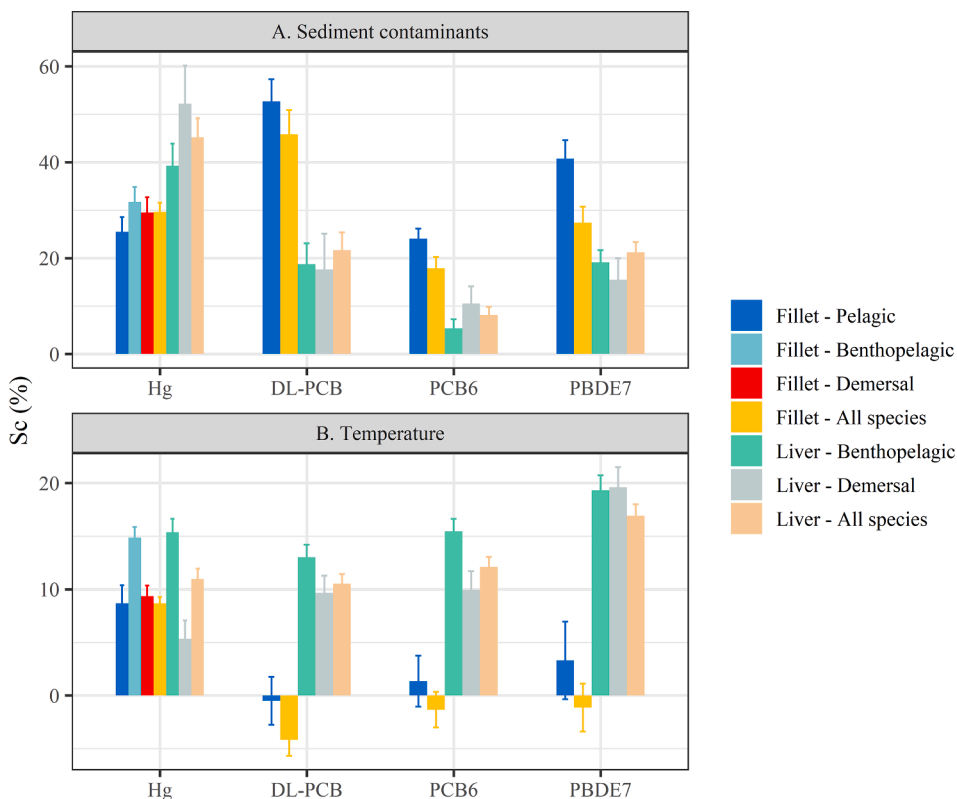 A. Sediment contaminants
60
40
20
0
Hg DL-PCB PCB6 PBDE7
Sc (%)
B. Temperature
20
10
0
Hg DL-PCB PCB6 PBDE7
Fillet - Pelagic
Fillet - Benthopelagic
Fillet - Demersal
Fillet - All species
Liver - Benthopelagic
Liver - Demersal
Liver - All species